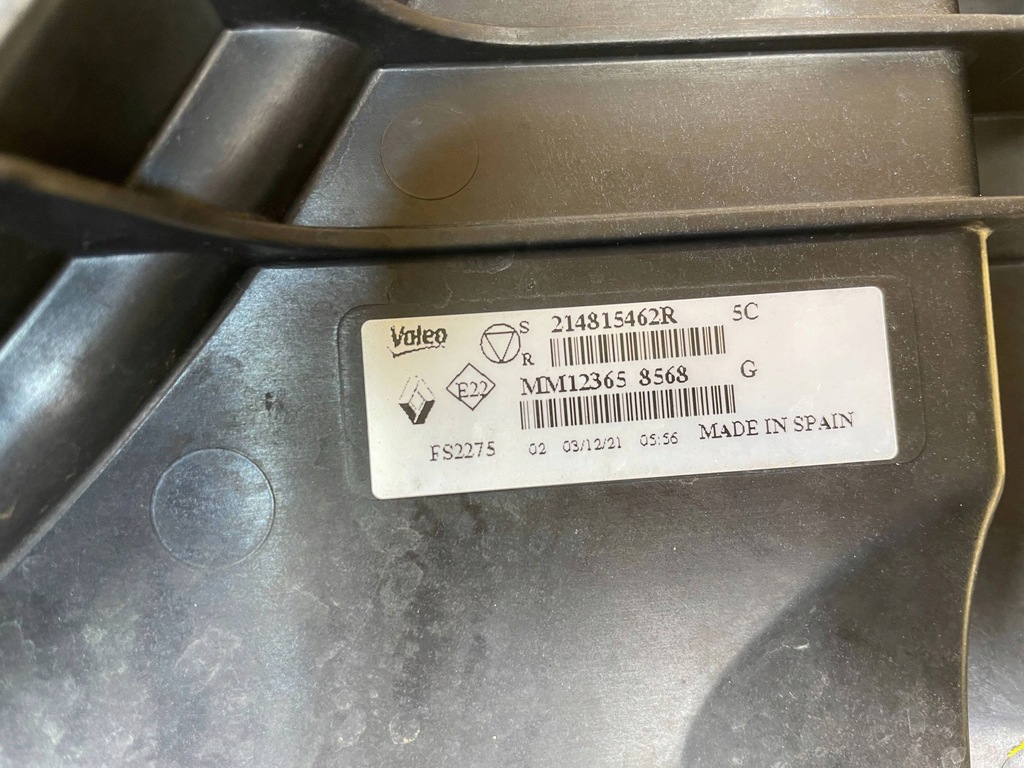 Valeo S 214815462R 5C
R
E22 MM12365 8568 G
FS2275 02 03/12/21 05:56 MADE IN SPAIN